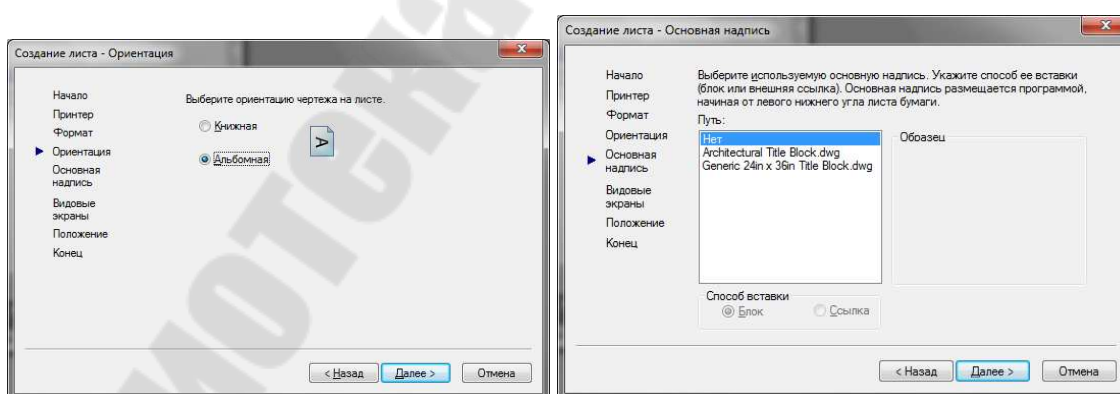 Создание листа - Ориентация
Начало
Принтер
Формат
Ориентация
Основная
надпись
Видовые
экраны
Положение
Конец
Выберите ориентацию чертежа на листе.
Книжная
Альбомная
A
< Назад
Далее >
Отмена
Создание листа - Основная надпись
Начало
Принтер
Формат
Ориентация
Основная
надпись
Видовые
экраны
Положение
Конец
Выберите используемую основную надпись. Укажите способ ее вставки
(блок или внешняя ссылка). Основная надпись размещается программой,
начиная от левого нижнего угла листа бумаги.
Путь:
Нет
Architectural Title Block.dwg
Generic 24in x 36in Title Block.dwg
Образец
Способ вставки
Блок
Ссылка
< Назад
Далее >
Отмена